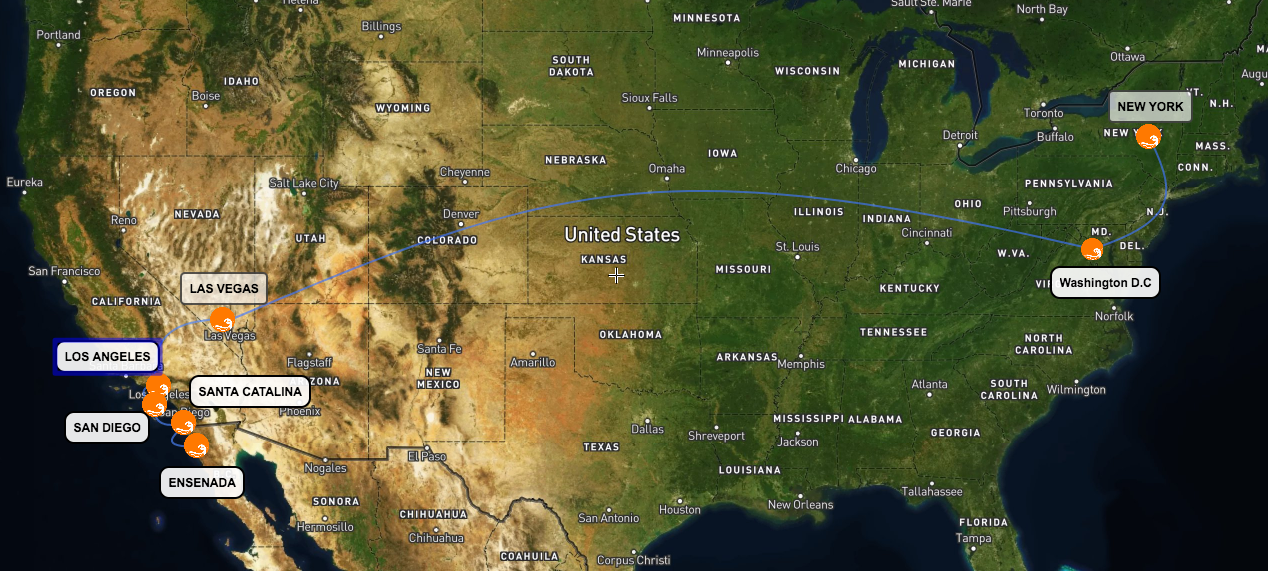 Helena
Sault Ste. Marie
North Bay
MINNESOTA
Billings
Portland
Ottawa
Minneapolis
SOUTH
DAKOTA
WISCONSIN
MICHIGAN
IDAHO
OREGON
Boise
WYOMING
Sioux Falls
Toronto
NEW YORK
VT.
N.H.
Detroit
Buffalo
MASS.
NEBRASKA
IOWA
Chicago
CONN.
Eureka
Salt Lake City
Cheyenne
Omaha
PENNSYLVANIA
Reno
NEVADA
Denver
ILLINOIS
INDIANA
OHIO
Pittsburgh
N.J.
UTAH
COLORADO
United States
Cincinnati
MD.
DEL.
St. Louis
W.VA.
KANSAS
San Francisco
MISSOURI
LAS VEGAS
KENTUCKY
Washington D.C
CALIFORNIA
Las Vegas
Norfolk
OKLAHOMA
TENNESSEE
NORTH
CAROLINA
LOS ANGELES
Flagstaff
Santa Fe
Amarillo
ARKANSAS
Memphis
SANTA CATALINA
NEW
MEXICO
Atlanta
SOUTH
CAROLINA
Wilmington
Phoenix
SAN DIEGO
San Diego
MISSISSIPPI
ALABAMA
Dallas
Shreveport
Jackson
GEORGIA
TEXAS
El Paso
Nogales
LOUISIANA
ENSENADA
Tallahassee
SONORA
Houston
New Orleans
CHIHUAHUA
San Antonio
FLORIDA
Hermosillo
Chihuahua
Tampa
COAHUILA
Corpus Christi